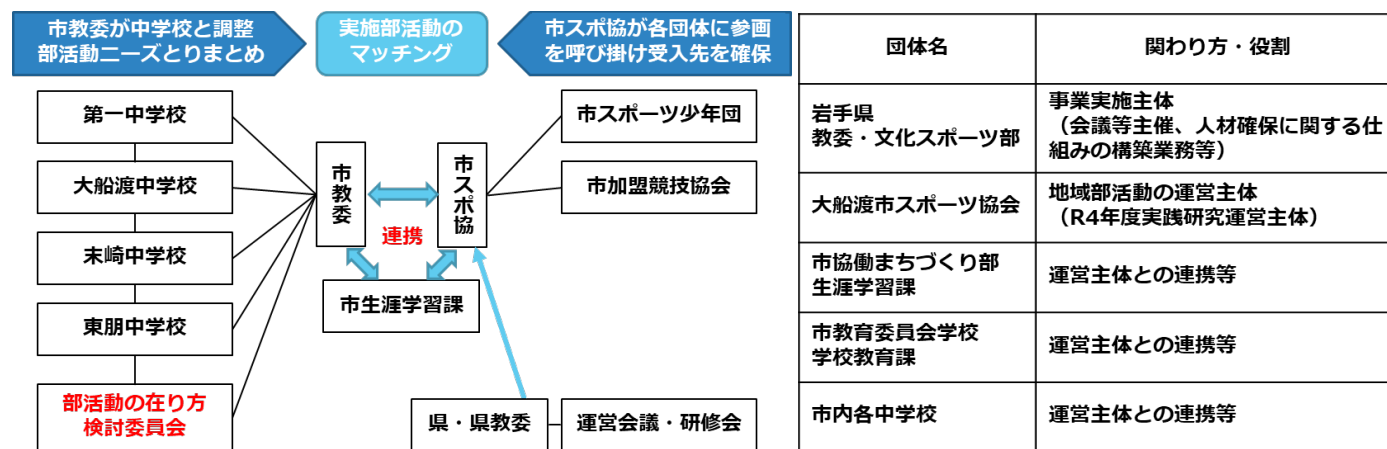 市教委が中学校と調整
部活動ニーズとりまとめ
実施部活動の
マッチング
市スポ協が各団体に参画
を呼び掛け受入先を確保
第一中学校
大船渡中学校
末崎中学校
東朋中学校
部活動の在り方
検討委員会
市教委
市スポ協
連携
市生涯学習課
市スポーツ少年団
市加盟競技協会
県・県教委
運営会議・研修会
団体名
関わり方・役割
岩手県
教委・文化スポーツ部
事業実施主体
（会議等主催、人材確保に関する仕
組みの構築業務等）
大船渡市スポーツ協会
地域部活動の運営主体
（R4年度実践研究運営主体）
市協働まちづくり部
生涯学習課
運営主体との連携等
市教育委員会学校
学校教育課
運営主体との連携等
市内各中学校
運営主体との連携等